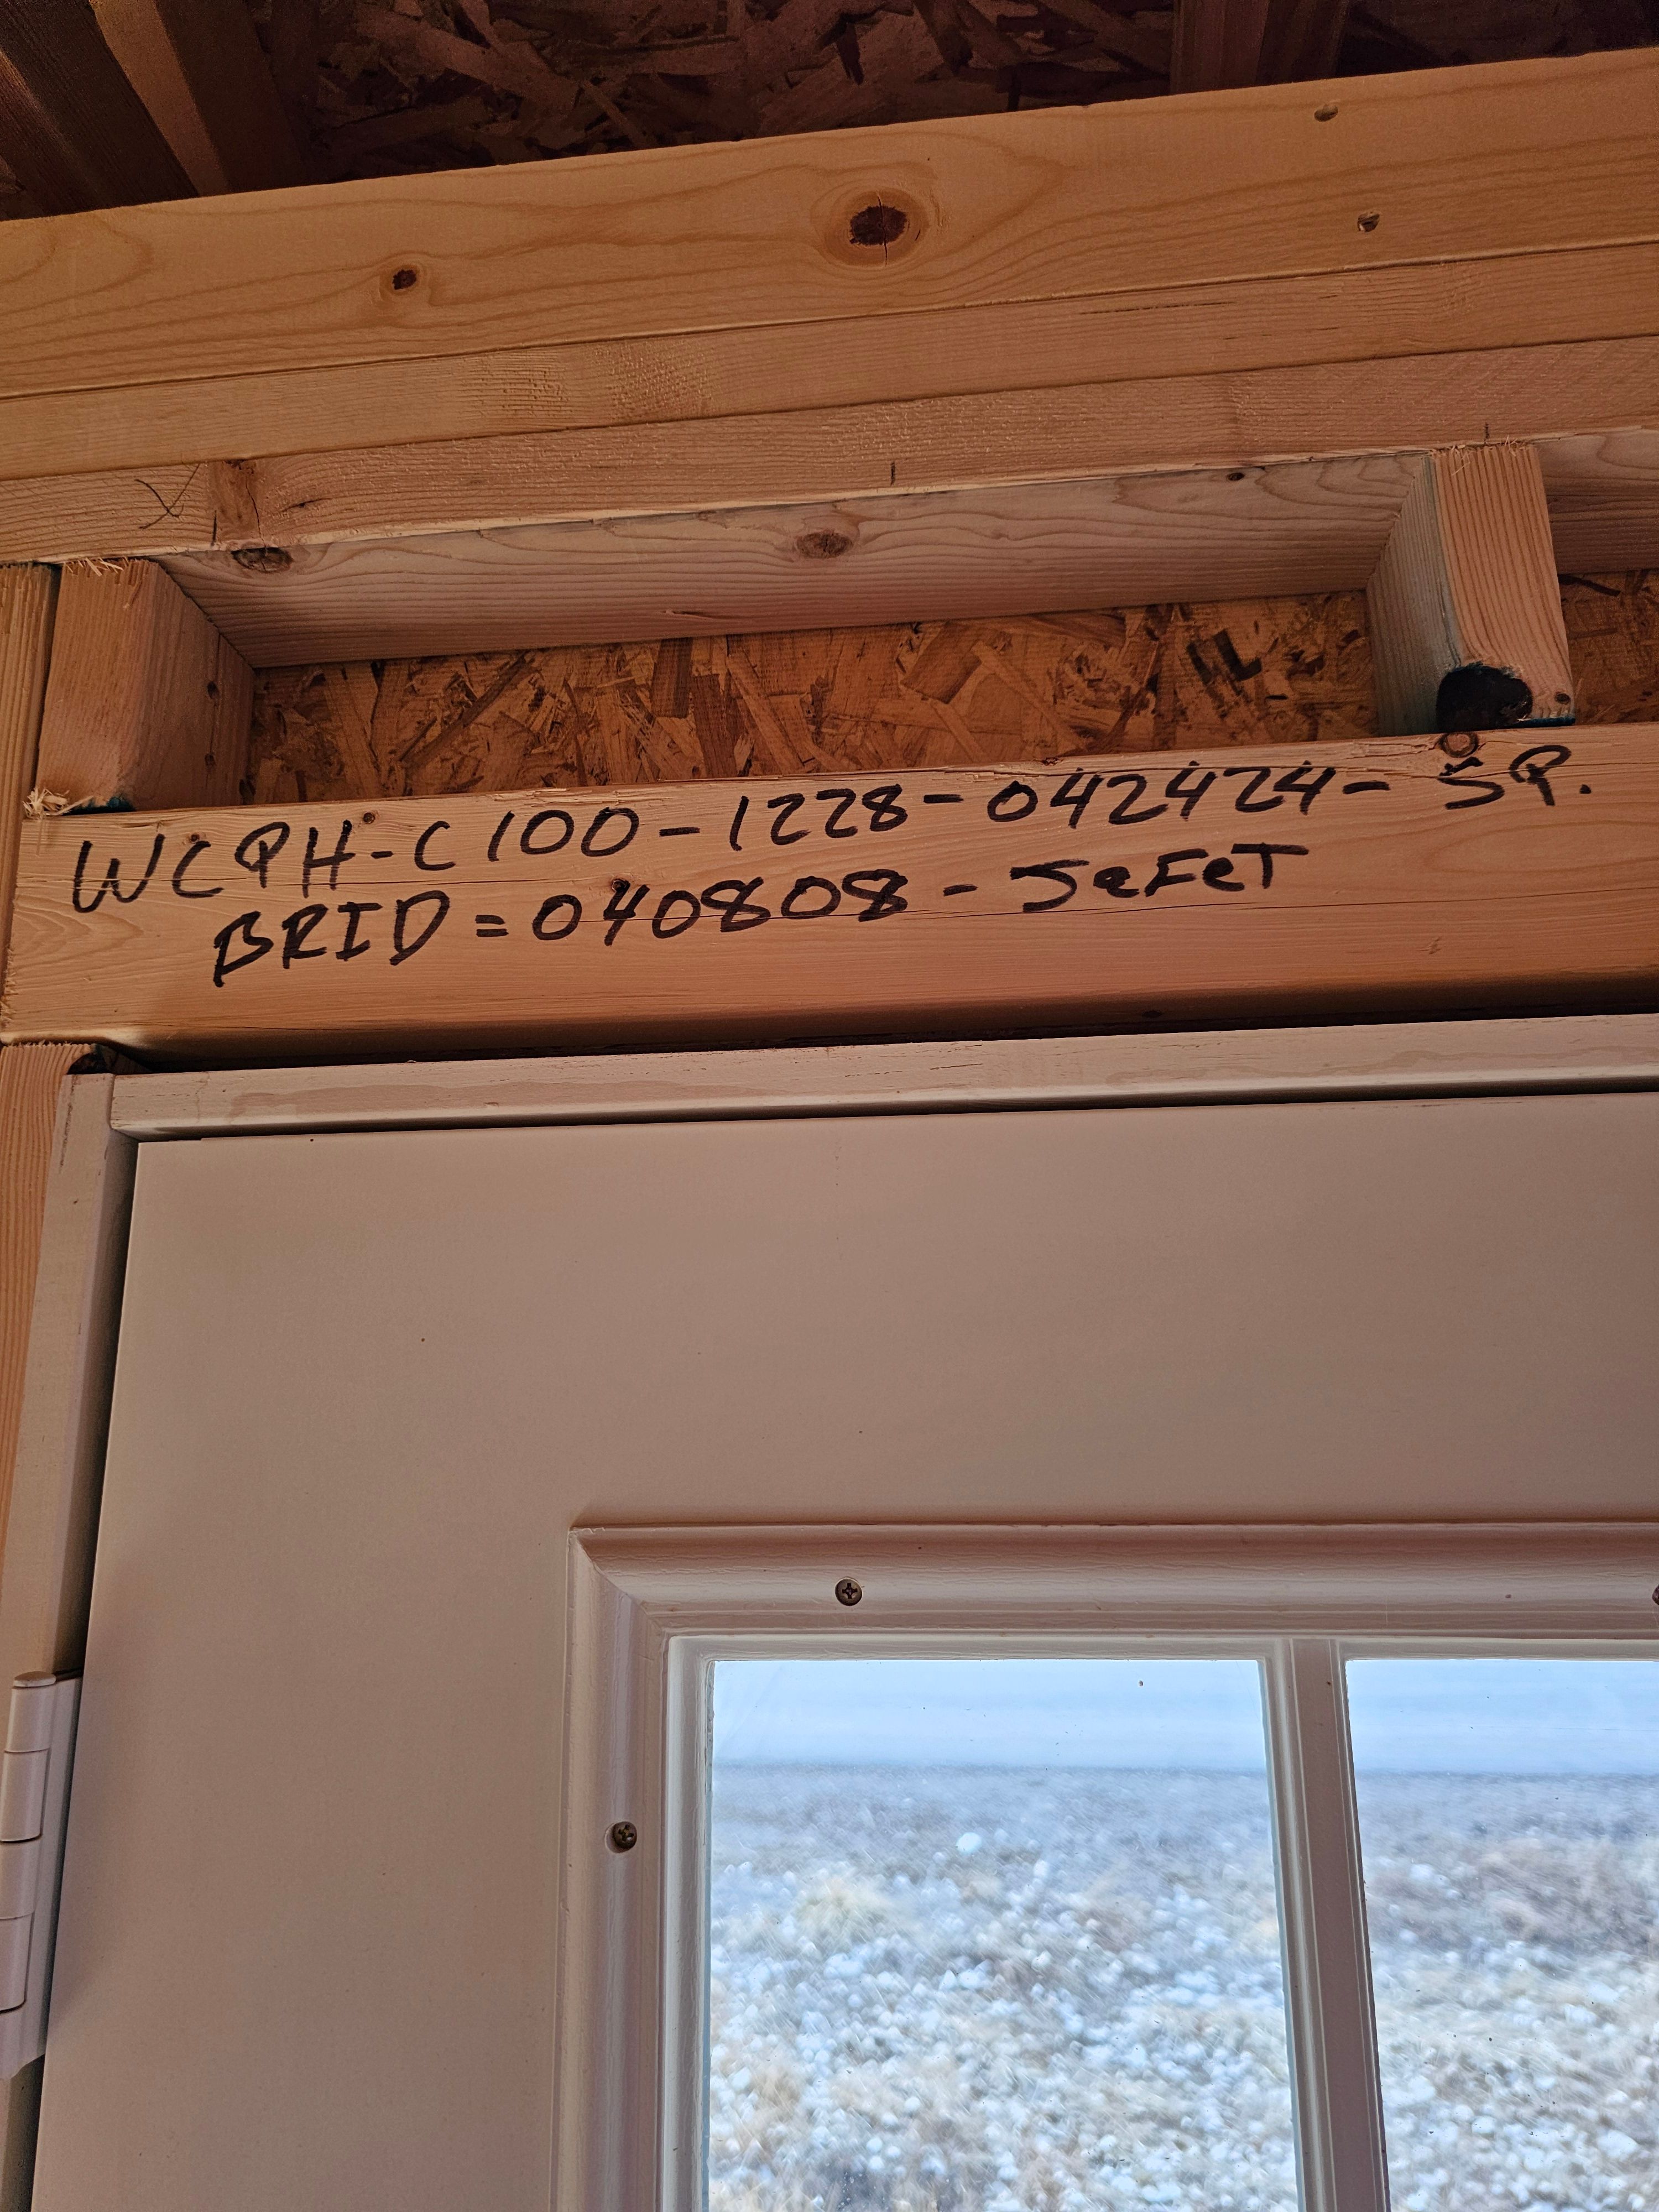 WCPH-C100-1228-042424- SP.
BRID=040808-JeFeT